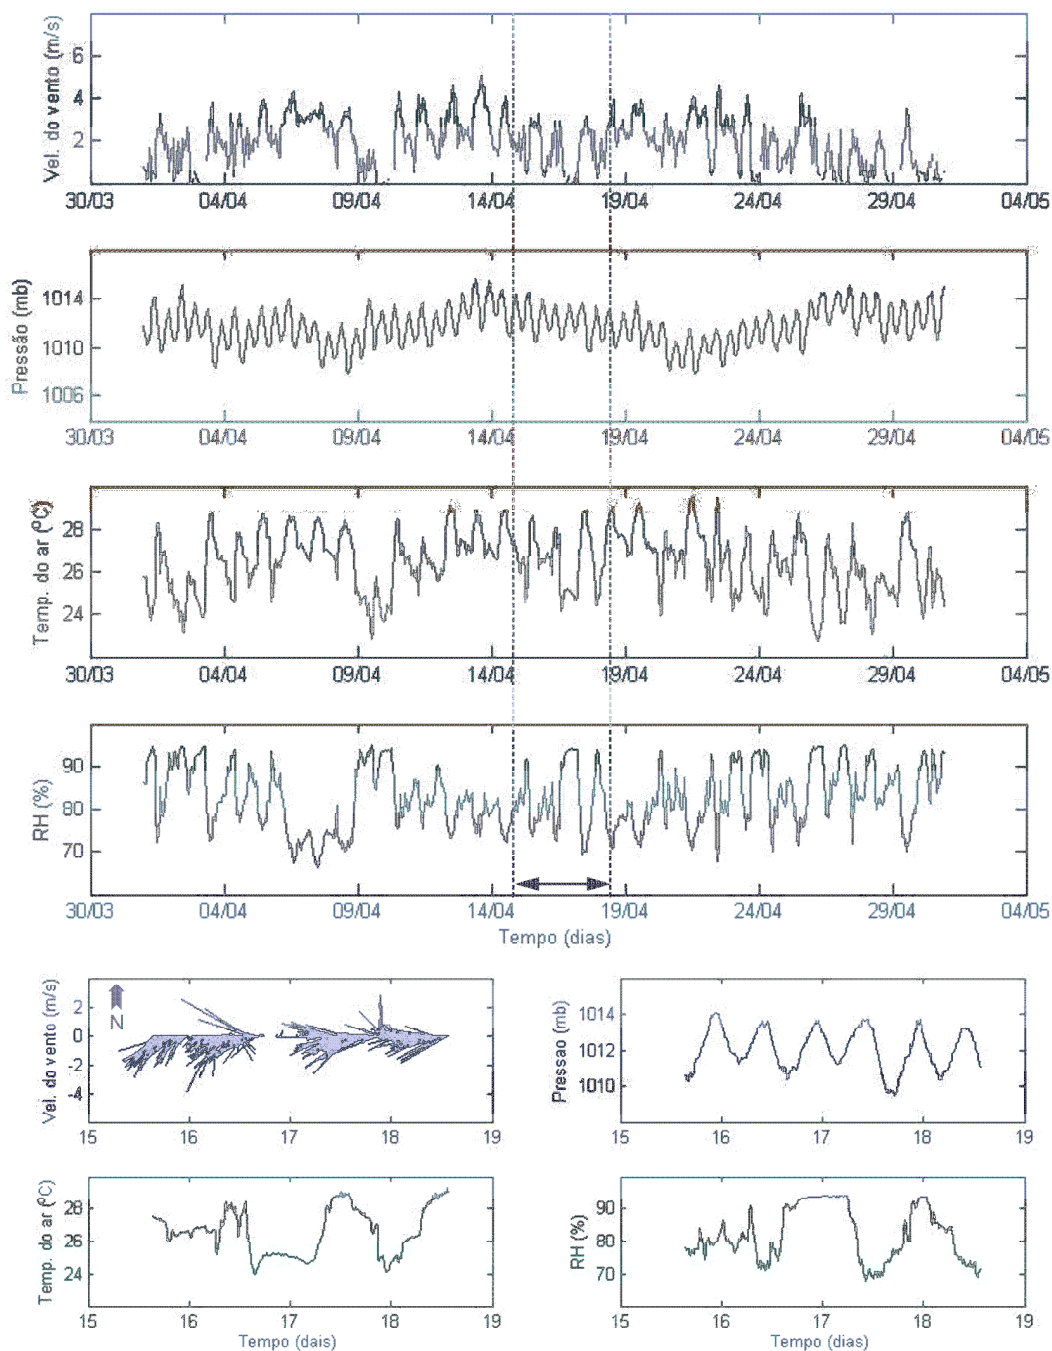 Vel. do vento (m/s)
6
4
2
30/03 04/04 09/04 14/04 19/04 24/04 29/04 04/05
Pressão (mb)
1014
1010
1006
30/03 04/04 09/04 14/04 19/04 24/04 29/04 04/05
Temp. do ar (ºC)
28
26
24
30/03 04/04 09/04 14/04 19/04 24/04 29/04 04/05
RH (%)
90
80
70
30/03 04/04 09/04 14/04 19/04 24/04 29/04 04/05
Tempo (dias)
Vel. do vento (m/s)
N
2
0
-2
-4
15 16 17 18 19
Pressao (mb)
1014
1012
1010
15 16 17 18 19
Temp. do ar (ºC)
28
26
24
15 16 17 18 19
Tempo (dais)
RH (%)
90
80
70
15 16 17 18 19
Tempo (dias)